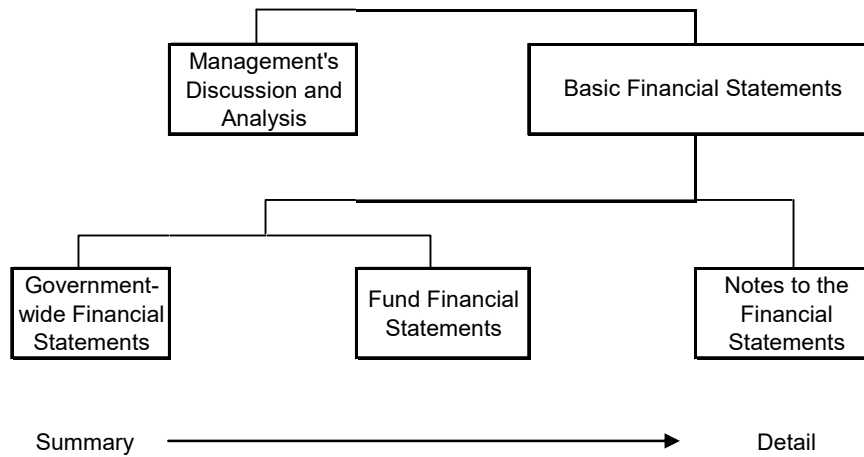 Management's
Discussion and
Analysis
Basic Financial Statements
Government-
wide Financial
Statements
Fund Financial
Statements
Notes to the
Financial
Statements
Summary
Detail